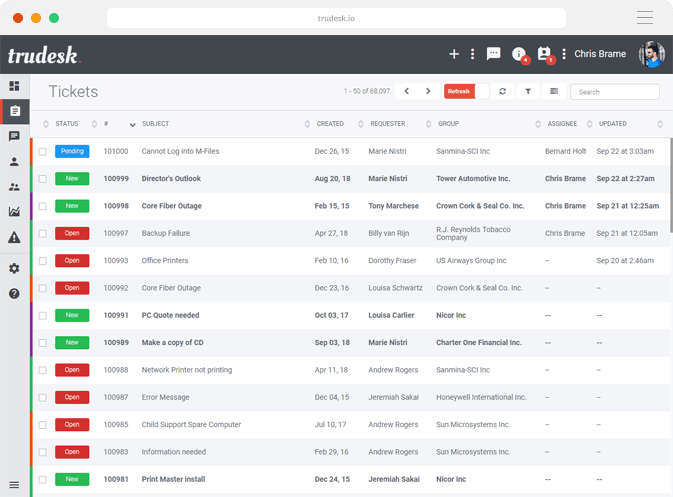 trudesk.io
trudesk.
4
1
Chris Brame
Tickets
1 - 50 of 68,097
Refresh
Search
STATUS # SUBJECT CREATED REQUESTER GROUP ASSIGNEE UPDATED
Pending 101000 Cannot Log into M-Files Dec 26, 15 Marie Nistri Sanmina-SCI Inc Bernard Holt Sep 22 at 3:03am
New 100999 Director's Outlook Aug 20, 18 Marie Nistri Tower Automotive Inc. Chris Brame Sep 22 at 2:27am
New 100998 Core Fiber Outage Feb 15, 15 Tony Marchese Crown Cork & Seal Co. Inc. Chris Brame Sep 21 at 12:25am
Open 100997 Backup Failure Apr 27, 18 Billy van Rijn R.J. Reynolds Tobacco Company Chris Brame Sep 21 at 12:05am
Open 100993 Office Printers Feb 10, 16 Dorothy Fraser US Airways Group Inc – Sep 20 at 2:46am
Open 100992 Core Fiber Outage Dec 23, 16 Louisa Schwartz Crown Cork & Seal Co. Inc. – –
New 100991 PC Quote needed Oct 03, 17 Louisa Carlier Nicor Inc -- --
New 100989 Make a copy of CD Sep 03, 18 Marie Nistri Charter One Financial Inc. -- --
Open 100988 Network Printer not printing Apr 11, 18 Andrew Rogers Sanmina-SCI Inc – –
Open 100987 Error Message Dec 04, 15 Jeremiah Sakai Honeywell International Inc. – –
Open 100985 Child Support Spare Computer July 10, 17 Andrew Rogers Sun Microsystems Inc. – –
Open 100983 Information needed Feb 29, 16 Andrew Rogers Sun Microsystems Inc. – –
New 100981 Print Master install Dec 24, 15 Jeremiah Sakai Nicor Inc -- --